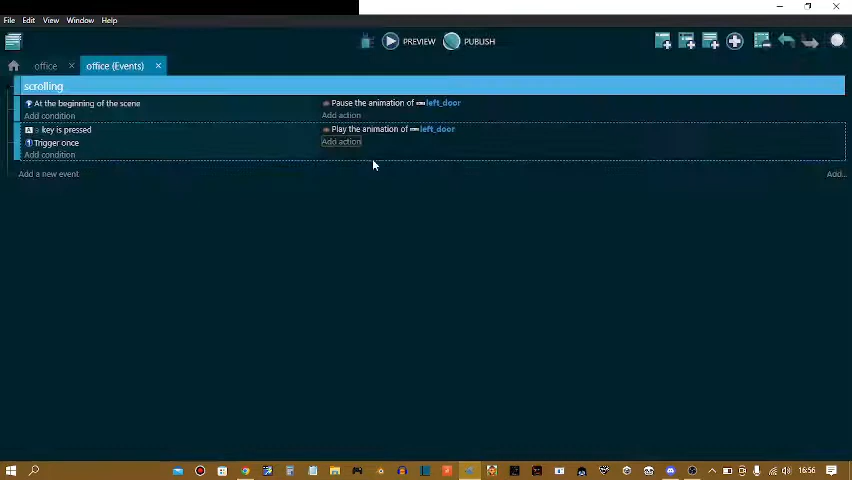 File Edit View Window Help
PREVIEW PUBLISH
office × office (Events) ×
scrolling
At the beginning of the scene Pause the animation of left_door
Add condition Add action
key is pressed Play the animation of left_door
Trigger once Add action
Add condition
Add a new event Add...
16:56